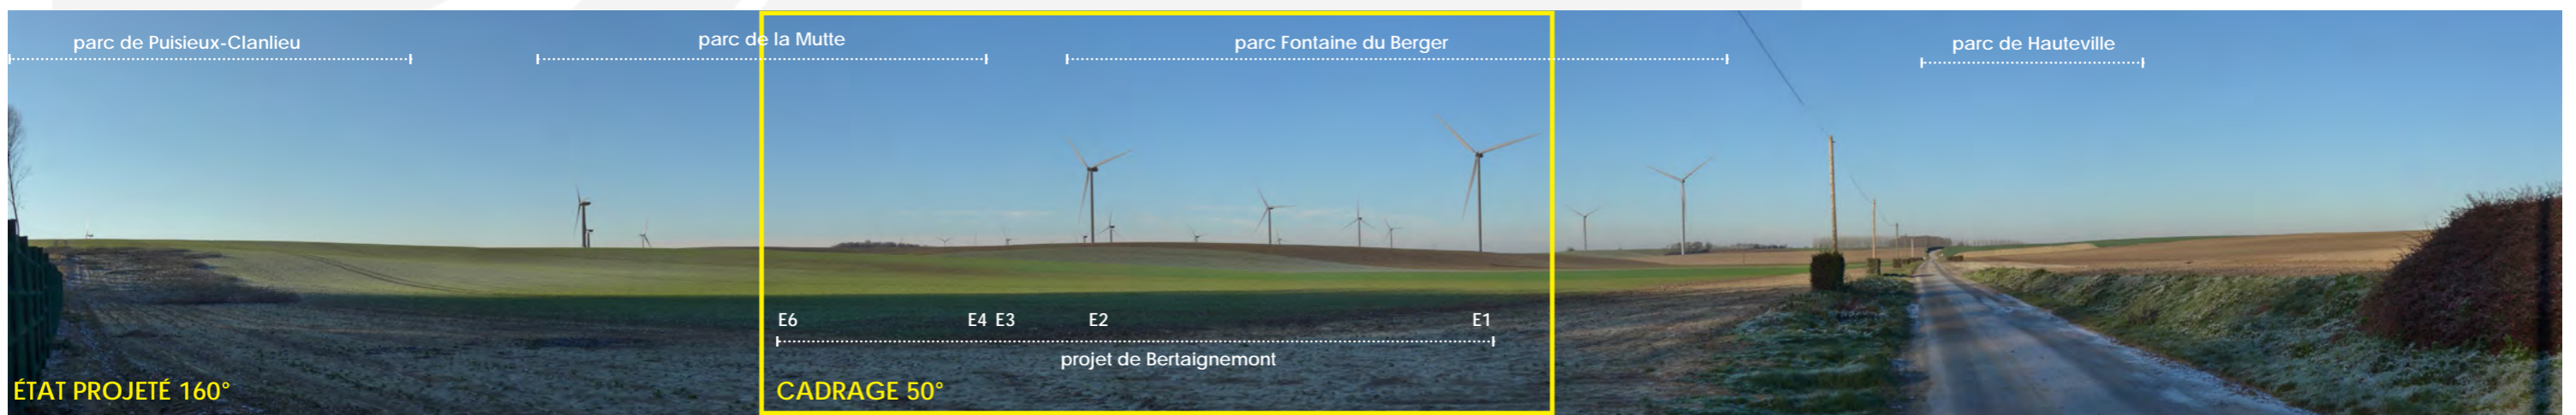 parc de Puisieux-Clanlieu
parc de la Mutte
parc Fontaine du Berger
parc de Hauteville
E6
E4
E3
E2
E1
projet de Bertaignemont
ÉTAT PROJETÉ 160°
CADRAGE 50°